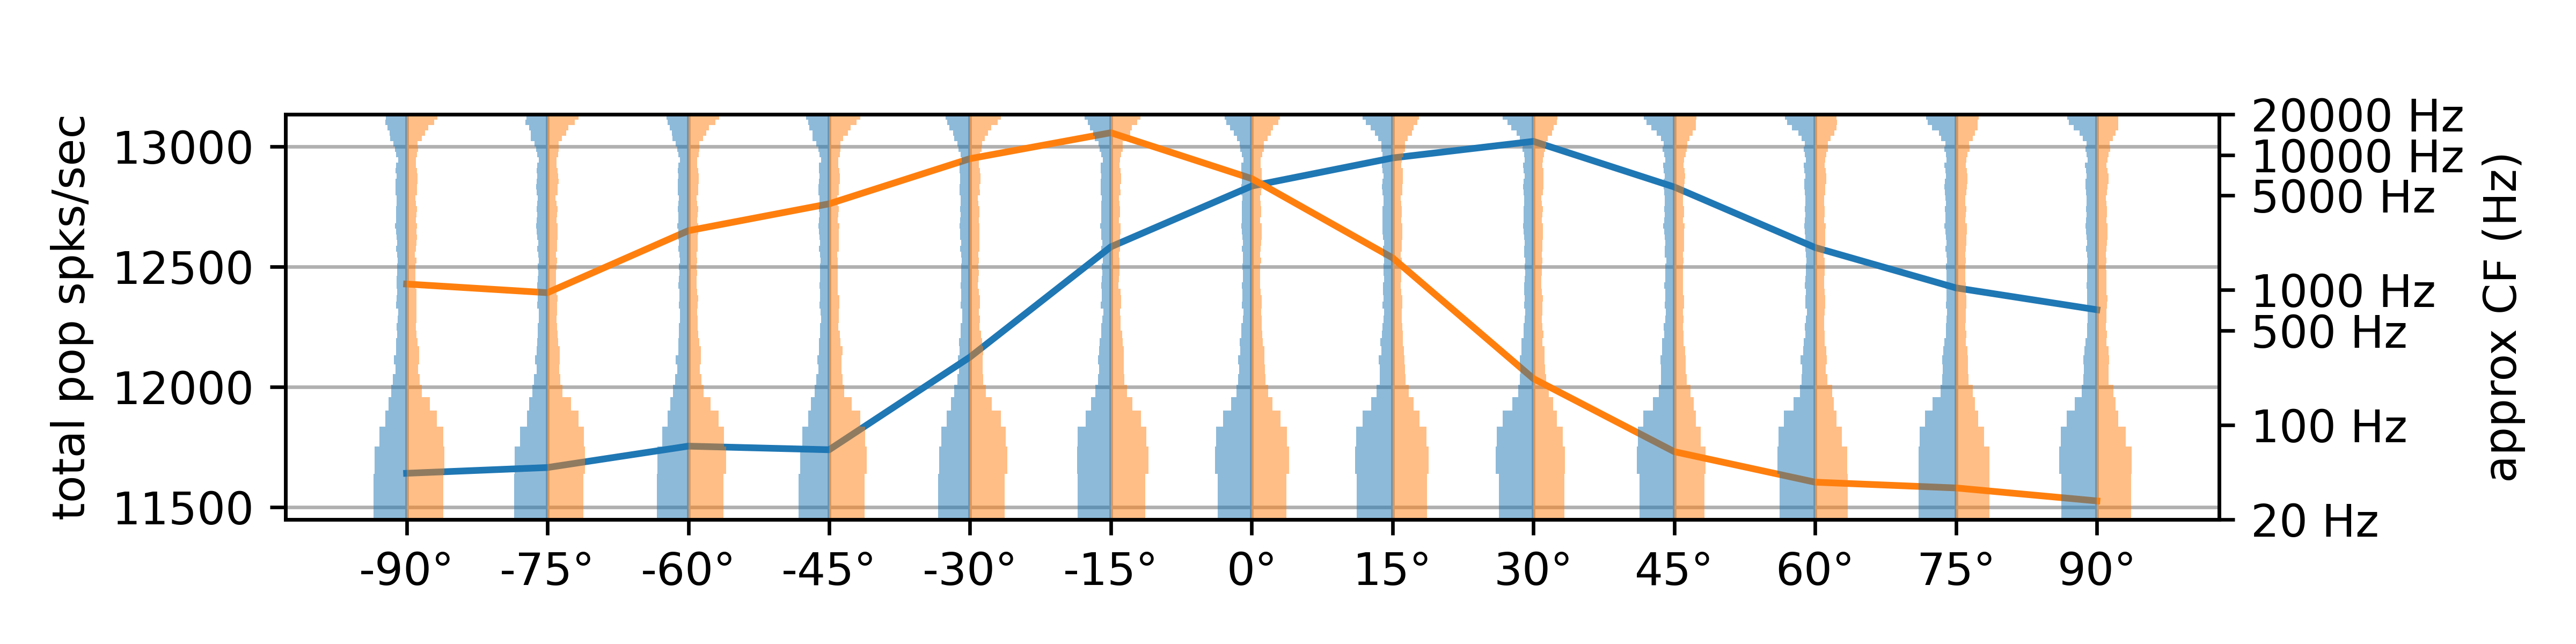 total pop spks/sec
13000
12500
12000
11500
20000 Hz
10000 Hz
5000 Hz
1000 Hz
500 Hz
100 Hz
20 Hz
approx CF (Hz)
-90° -75° -60° -45° -30° -15° 0° 15° 30° 45° 60° 75° 90°